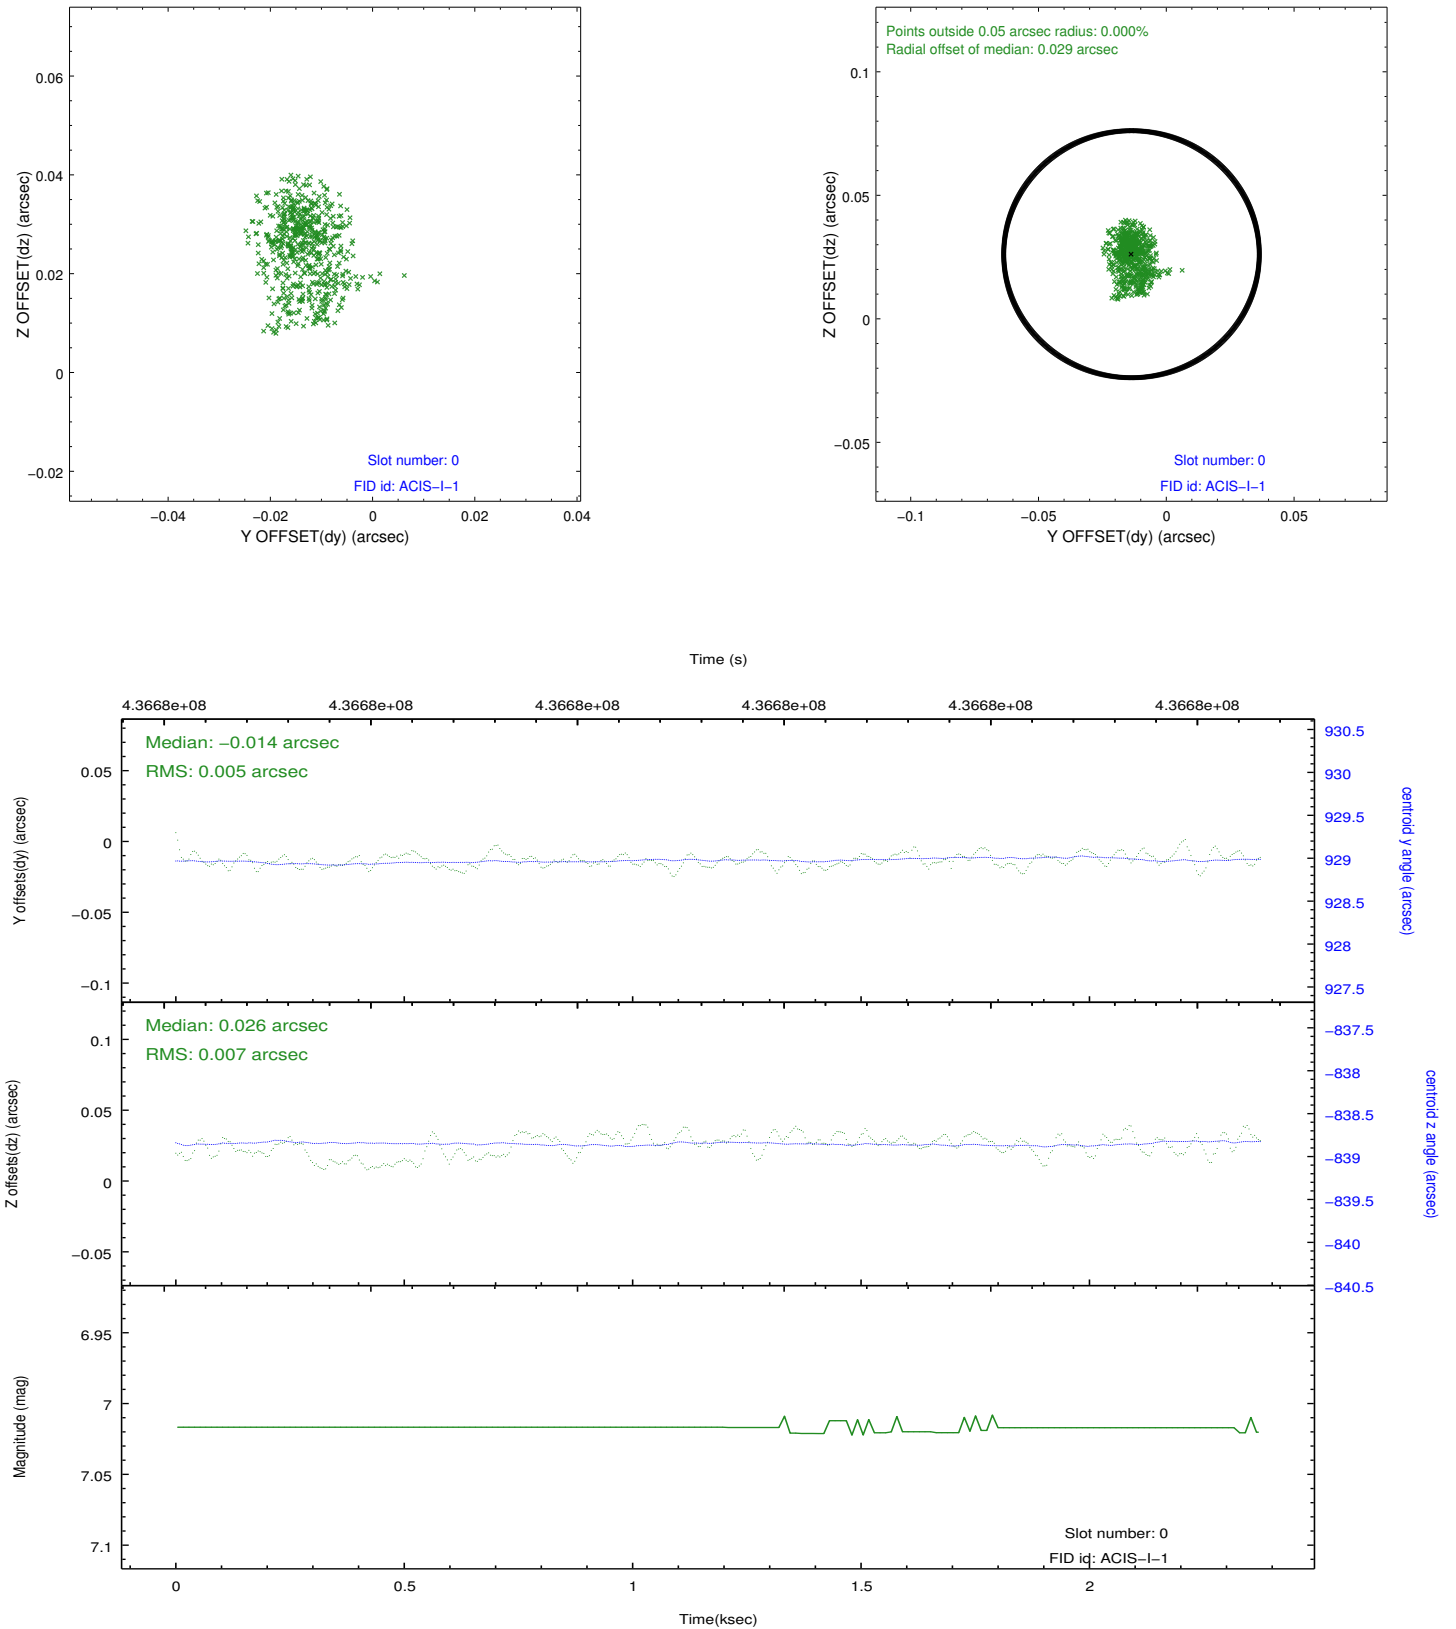 0.06
0.04
0.02
0
−0.02
−0.04
−0.02
0
0.02
0.04
Z OFFSET(dz) (arcsec)
Y OFFSET(dy) (arcsec)
Slot number: 0
FID id: ACIS−I−1
Points outside 0.05 arcsec radius: 0.000%
Radial offset of median: 0.029 arcsec
0.1
0.05
0
−0.05
−0.1
−0.05
0
0.05
Z OFFSET(dz) (arcsec)
Y OFFSET(dy) (arcsec)
Slot number: 0
FID id: ACIS−I−1
Time (s)
4.3668e+08 4.3668e+08 4.3668e+08 4.3668e+08 4.3668e+08 4.3668e+08
Median: −0.014 arcsec
RMS: 0.005 arcsec
0.05
0
−0.05
−0.1
Y offsets(dy) (arcsec)
930.5
930
929.5
929
928.5
928
927.5
centroid y angle (arcsec)
Median: 0.026 arcsec
RMS: 0.007 arcsec
0.1
0.05
0
−0.05
Z offsets(dz) (arcsec)
−837.5
−838
−838.5
−839
−839.5
−840
−840.5
centroid z angle (arcsec)
6.95
7
7.05
7.1
Magnitude (mag)
Slot number: 0
FID id: ACIS−I−1
0 0.5 1 1.5 2
Time(ksec)